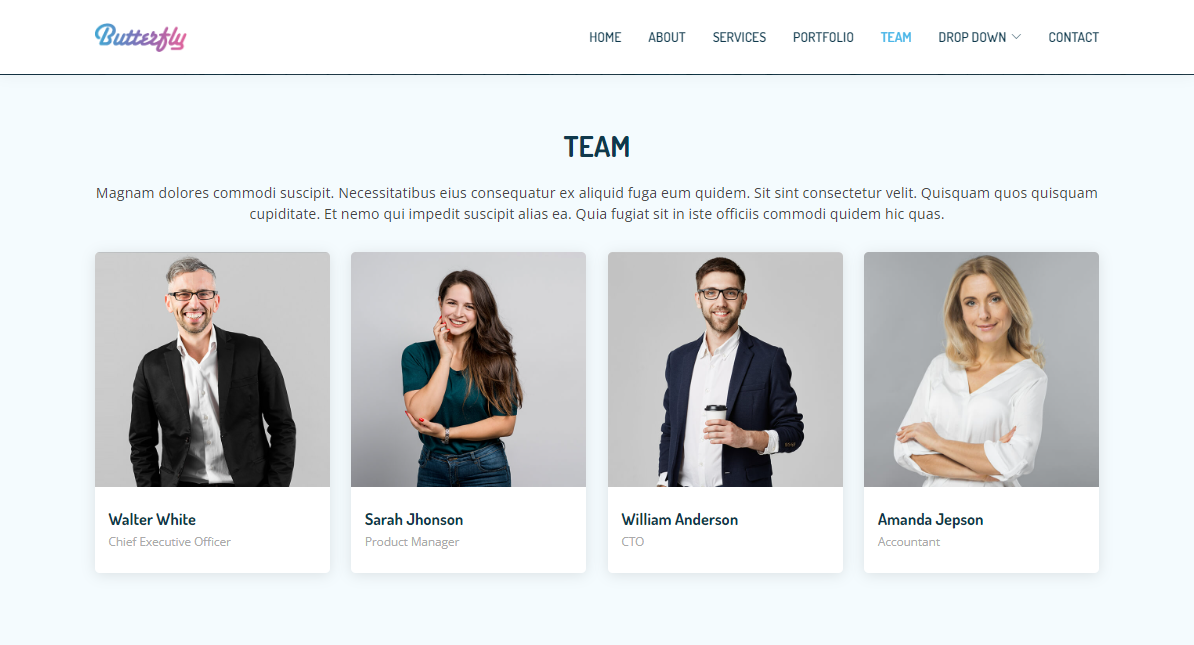 Butterfly
HOME ABOUT SERVICES PORTFOLIO TEAM DROP DOWN CONTACT
TEAM
Magnam dolores commodi suscipit. Necessitatibus eius consequatur ex aliquid fuga eum quidem. Sit sint consectetur velit. Quisquam quos quisquam
cupiditate. Et nemo qui impedit suscipit alias ea. Quia fugiat sit in iste officiis commodi quidem hic quas.
Walter White
Chief Executive Officer
Sarah Jhonson
Product Manager
William Anderson
CTO
Amanda Jepson
Accountant